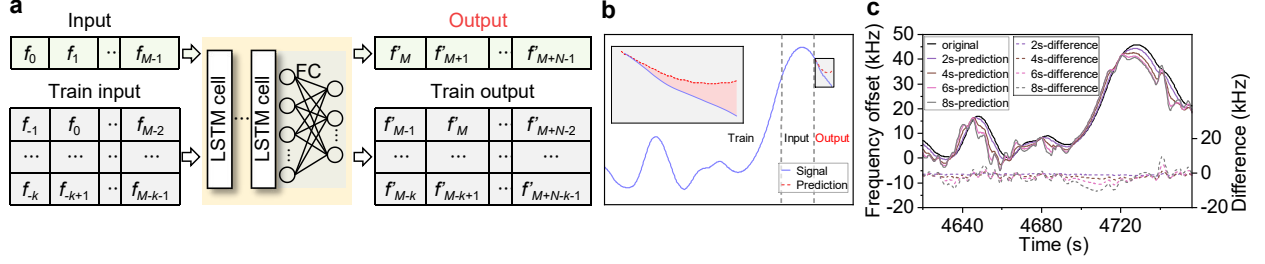 a
Input
f0 f1 ·· fM-1
Train input
f-1 f0 ·· fM-2
... ... ·· ...
f-k f-k+1 ·· fM-k-1
LSTM cell
...
LSTM cell
FC
Output
f'M f'M+1 ·· f'M+N-1
Train output
f'M-1 f'M ·· f'M+N-2
... ... ·· ...
f'M-k f'M-k+1 ·· f'M+N-k-1
b
Train
Input
Output
Signal
Prediction
c
Frequency offset (kHz)
50
40
30
20
10
0
-10
-20
original
2s-prediction
4s-prediction
6s-prediction
8s-prediction
2s-difference
4s-difference
6s-difference
8s-difference
20
0
-20
Difference (kHz)
4640 4680 4720
Time (s)